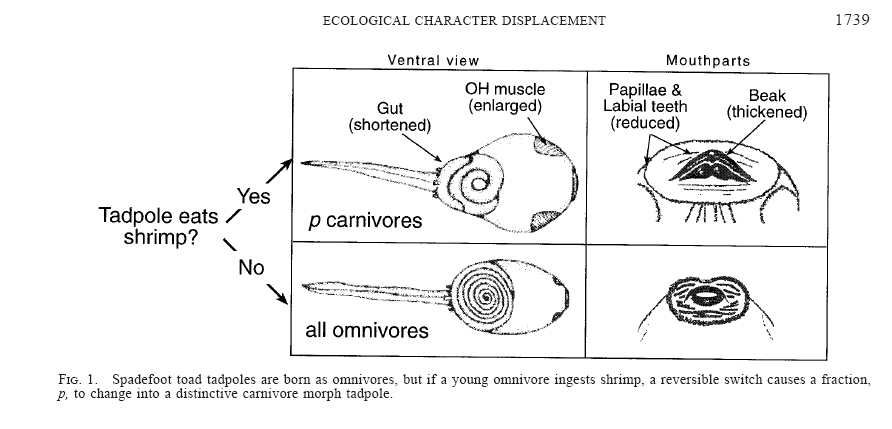 ECOLOGICAL CHARACTER DISPLACEMENT 1739
Ventral view Mouthparts
Gut
(shortened)
OH muscle
(enlarged)
Papillae &
Labial teeth
(reduced)
Beak
(thickened)
Yes
p carnivores
Tadpole eats
shrimp?
No
all omnivores
FIG. 1. Spadefoot toad tadpoles are born as omnivores, but if a young omnivore ingests shrimp, a reversible switch causes a fraction,
p, to change into a distinctive carnivore morph tadpole.